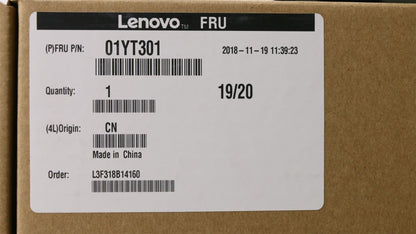 Lenovo™ FRU
(P)FRU P/N: 01YT301 2018-11-19 11:39:23
Quantity: 1 19/20
(4L)Origin: CN
Made in China
Order: L3F318B14160